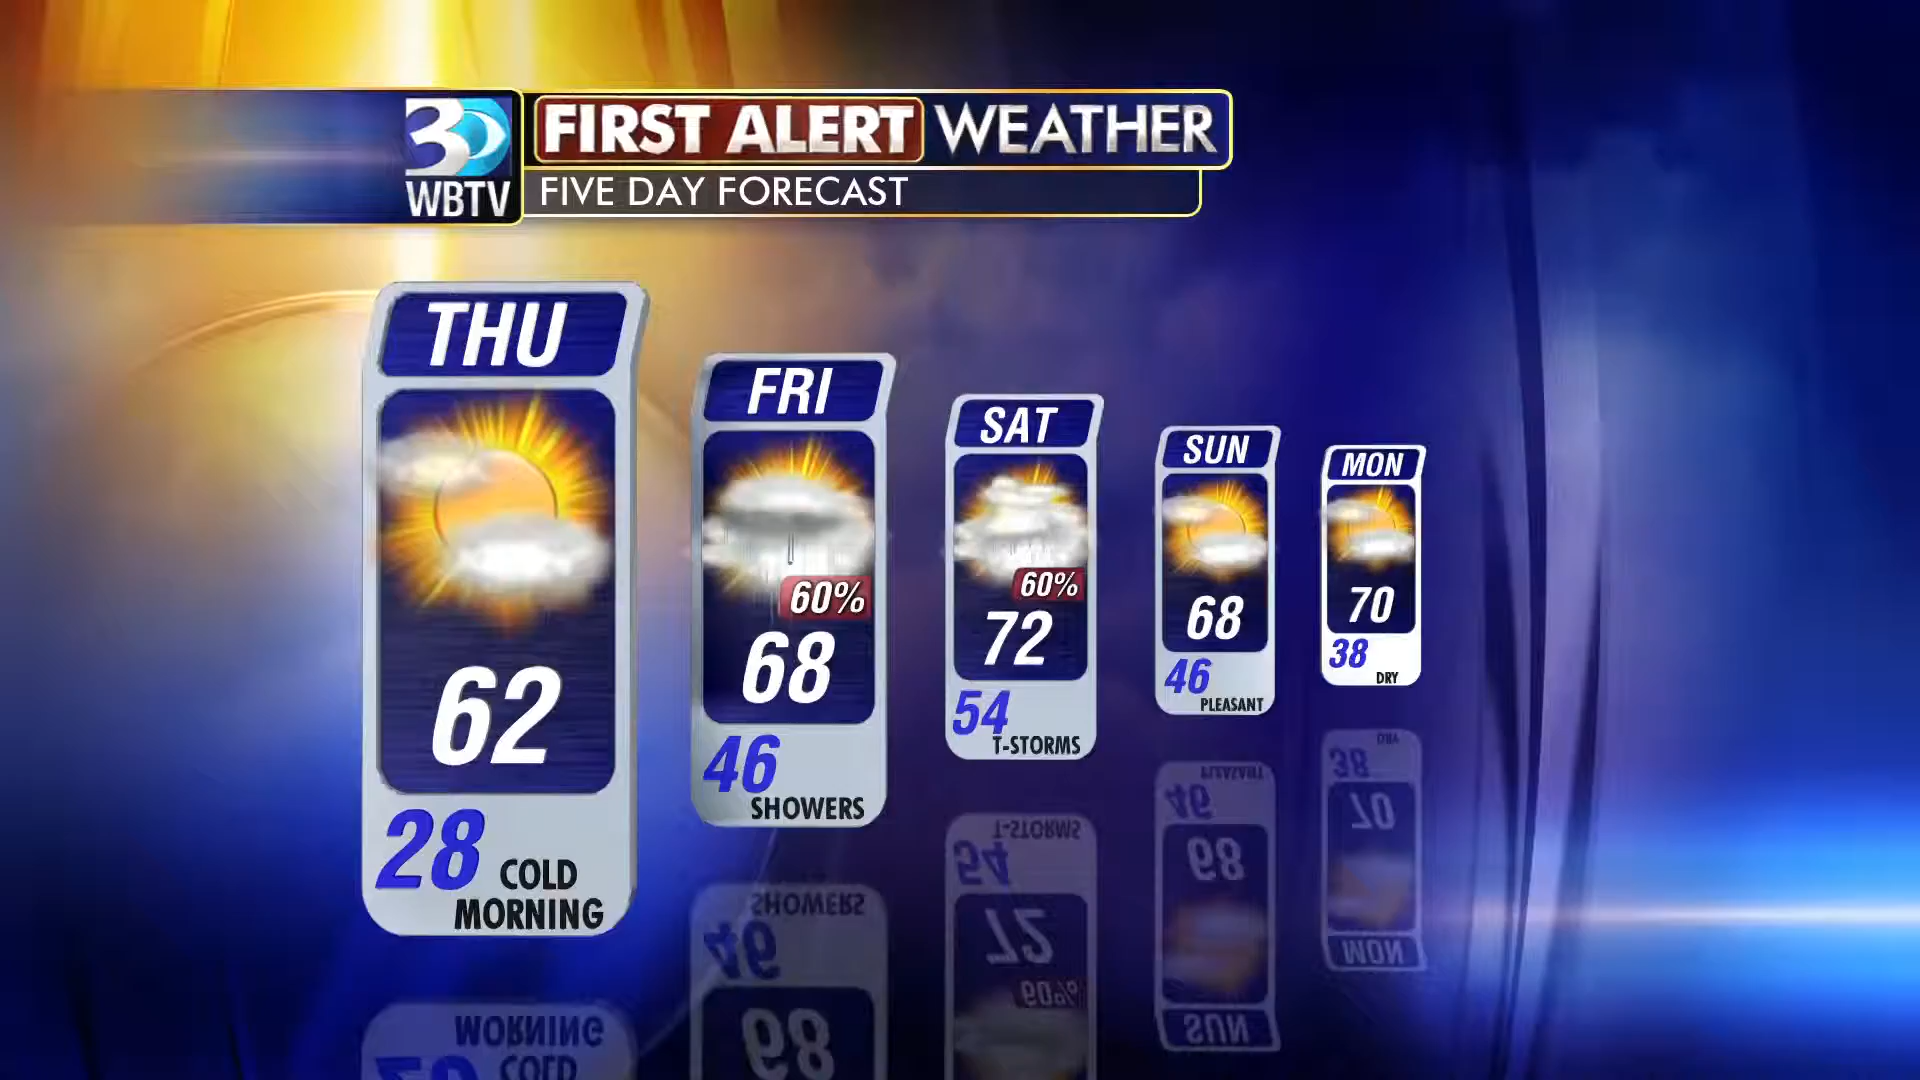 3
WBTV
FIRST ALERT WEATHER
FIVE DAY FORECAST
THU
62
28
COLD
MORNING
FRI
60%
68
46
SHOWERS
SAT
60%
72
54
T-STORMS
SUN
68
46
PLEASANT
MON
70
38
DRY